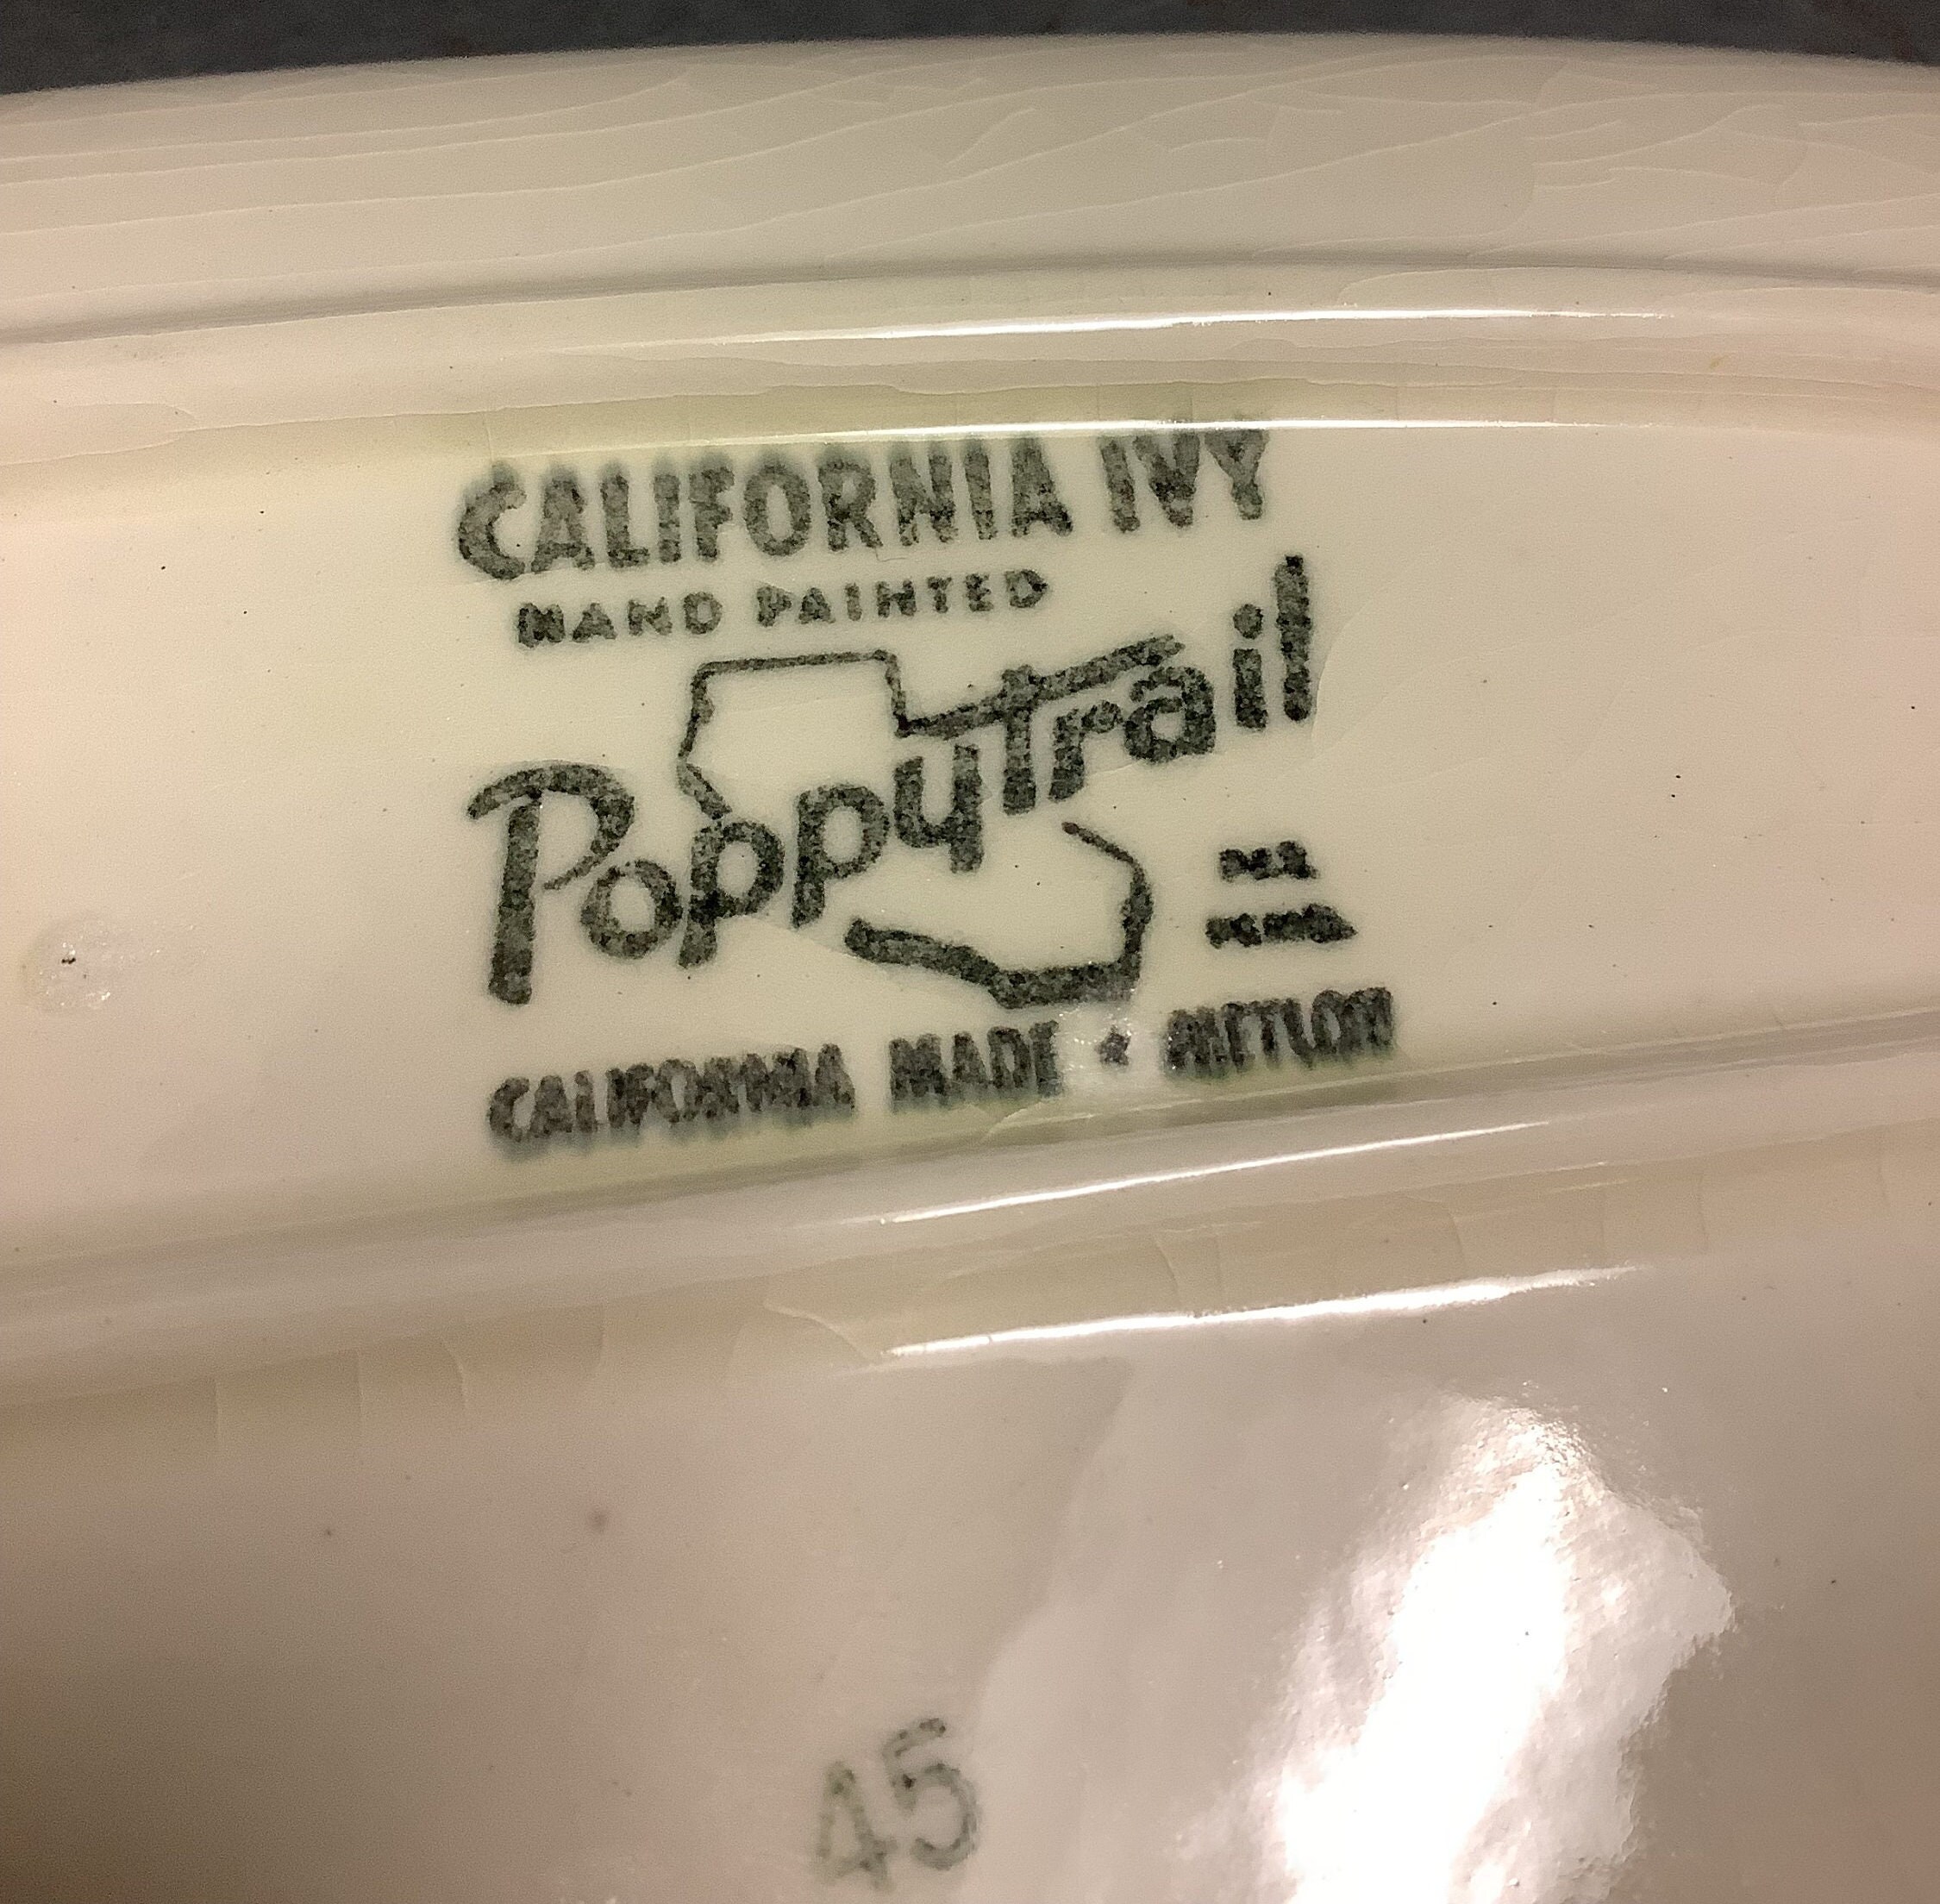 CALIFORNIA IVY
HAND PAINTED
Poppytrail
CALIFORNIA MADE ★ METLOX
45